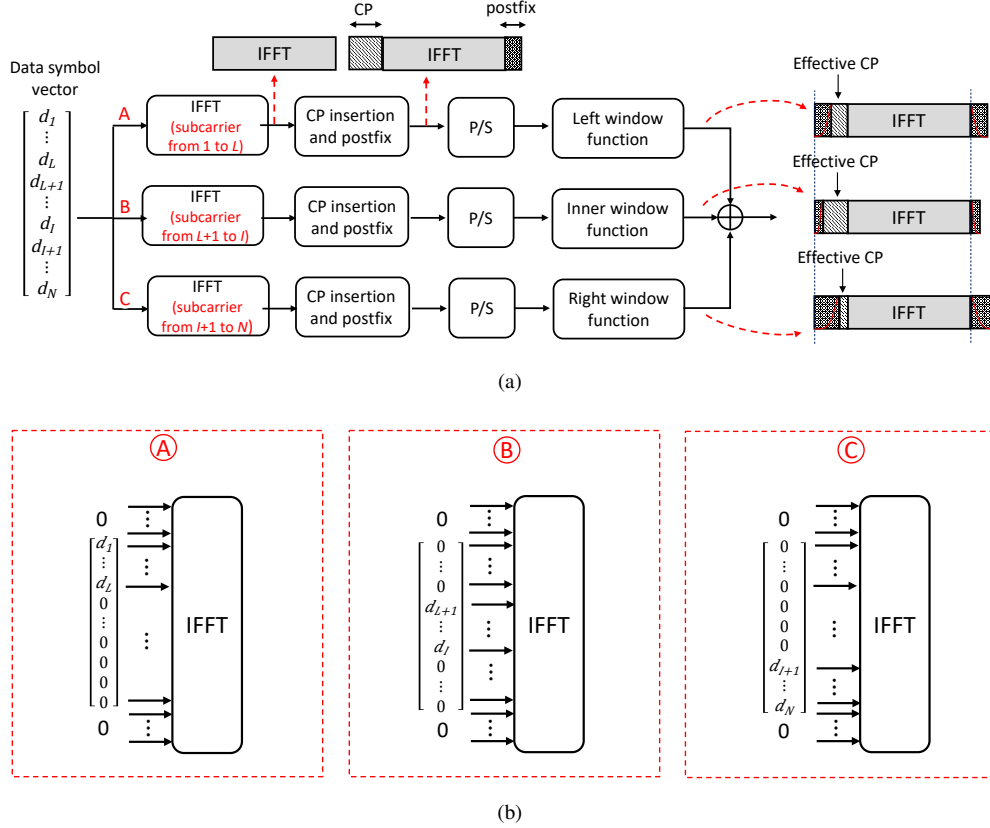 CP
postfix
IFFT
IFFT
Data symbol
vector
d1
⋮
dL
dL+1
⋮
dI
dI+1
⋮
dN
A
IFFT
(subcarrier
from 1 to L)
CP insertion
and postfix
P/S
Left window
function
Effective CP
IFFT
B
IFFT
(subcarrier
from L+1 to I)
CP insertion
and postfix
P/S
Inner window
function
Effective CP
IFFT
C
IFFT
(subcarrier
from I+1 to N)
CP insertion
and postfix
P/S
Right window
function
Effective CP
IFFT
(a)
A
0
d1
⋮
dL
0
⋯
0
0
0
0
0
IFFT
B
0
0
⋯
0
dL+1
⋮
dI
0
⋯
0
0
IFFT
C
0
0
⋯
0
0
0
0
dI+1
⋮
dN
0
IFFT
(b)